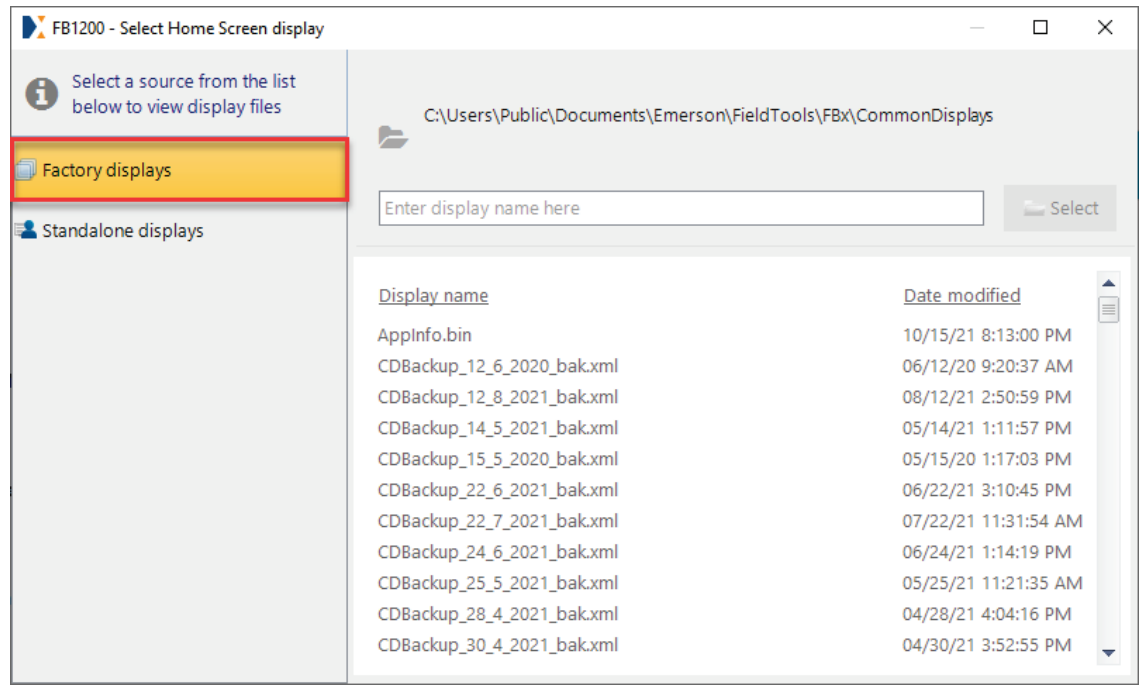 FB1200 - Select Home Screen display
Select a source from the list
below to view display files
Factory displays
Standalone displays
C:\Users\Public\Documents\Emerson\FieldTools\FBx\CommonDisplays
Enter display name here
Select
Display name Date modified
AppInfo.bin 10/15/21 8:13:00 PM
CDBackup_12_6_2020_bak.xml 06/12/20 9:20:37 AM
CDBackup_12_8_2021_bak.xml 08/12/21 2:50:59 PM
CDBackup_14_5_2021_bak.xml 05/14/21 1:11:57 PM
CDBackup_15_5_2020_bak.xml 05/15/20 1:17:03 PM
CDBackup_22_6_2021_bak.xml 06/22/21 3:10:45 PM
CDBackup_22_7_2021_bak.xml 07/22/21 11:31:54 AM
CDBackup_24_6_2021_bak.xml 06/24/21 1:14:19 PM
CDBackup_25_5_2021_bak.xml 05/25/21 11:21:35 AM
CDBackup_28_4_2021_bak.xml 04/28/21 4:04:16 PM
CDBackup_30_4_2021_bak.xml 04/30/21 3:52:55 PM